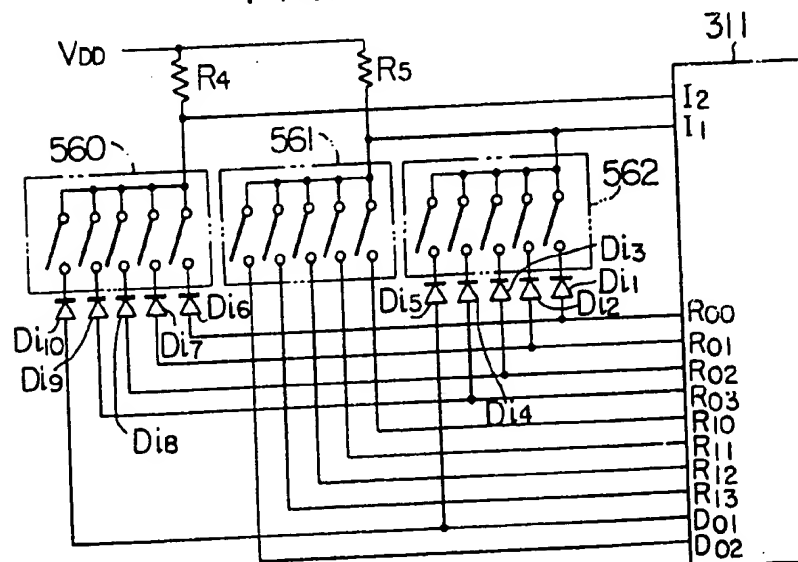 311
VDD
R4
R5
I2
I1
560
561
562
Di3
Di1
Di5
Di2
Di6
Di10
Di7
Di9
Di4
Di8
R00
R01
R02
R03
R10
R11
R12
R13
D01
D02